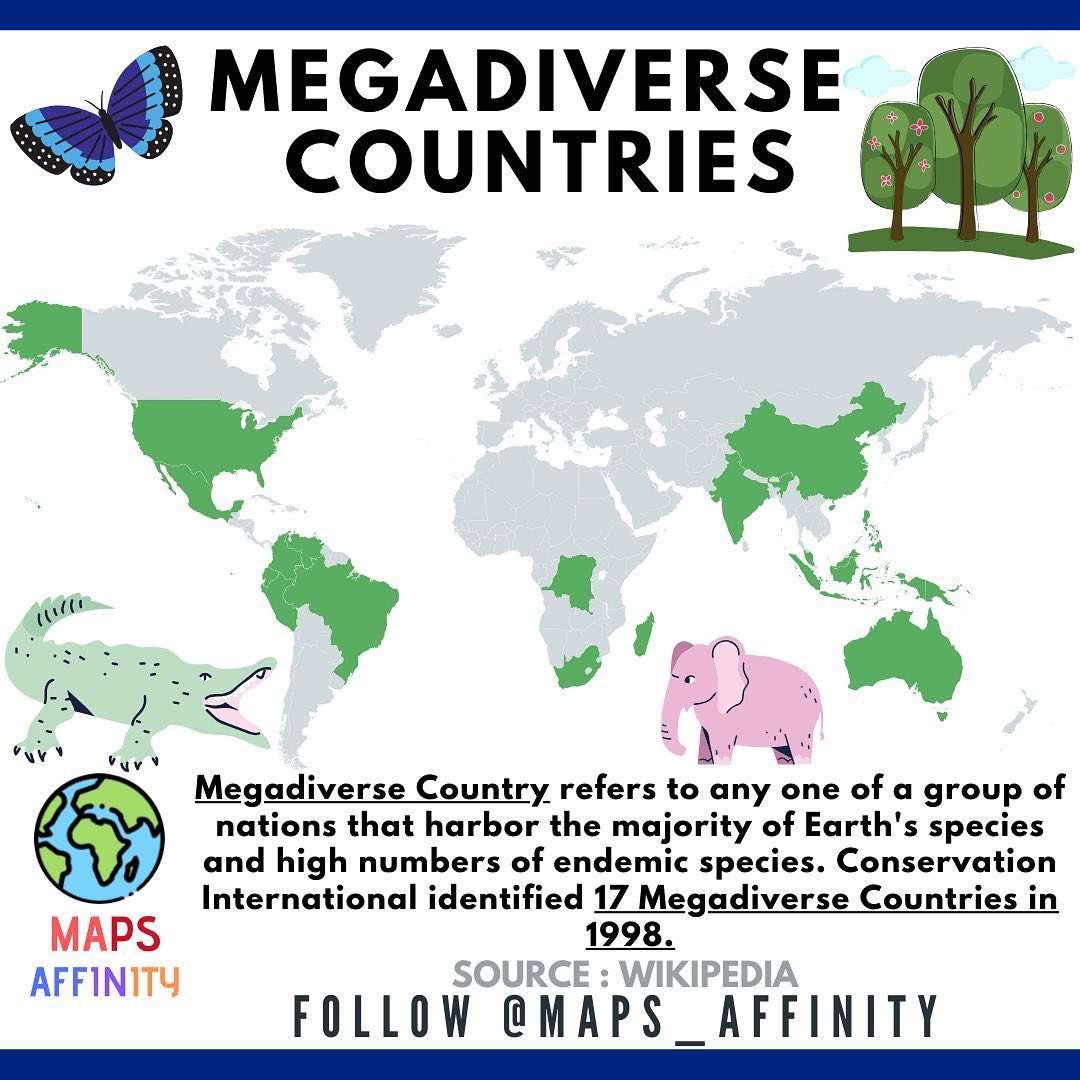 MEGADIVERSE
COUNTRIES
Megadiverse Country refers to any one of a group of
nations that harbor the majority of Earth's species
and high numbers of endemic species. Conservation
International identified 17 Megadiverse Countries in
1998.
MAPS
AFFINITY
SOURCE : WIKIPEDIA
FOLLOW @MAPS_AFFINITY